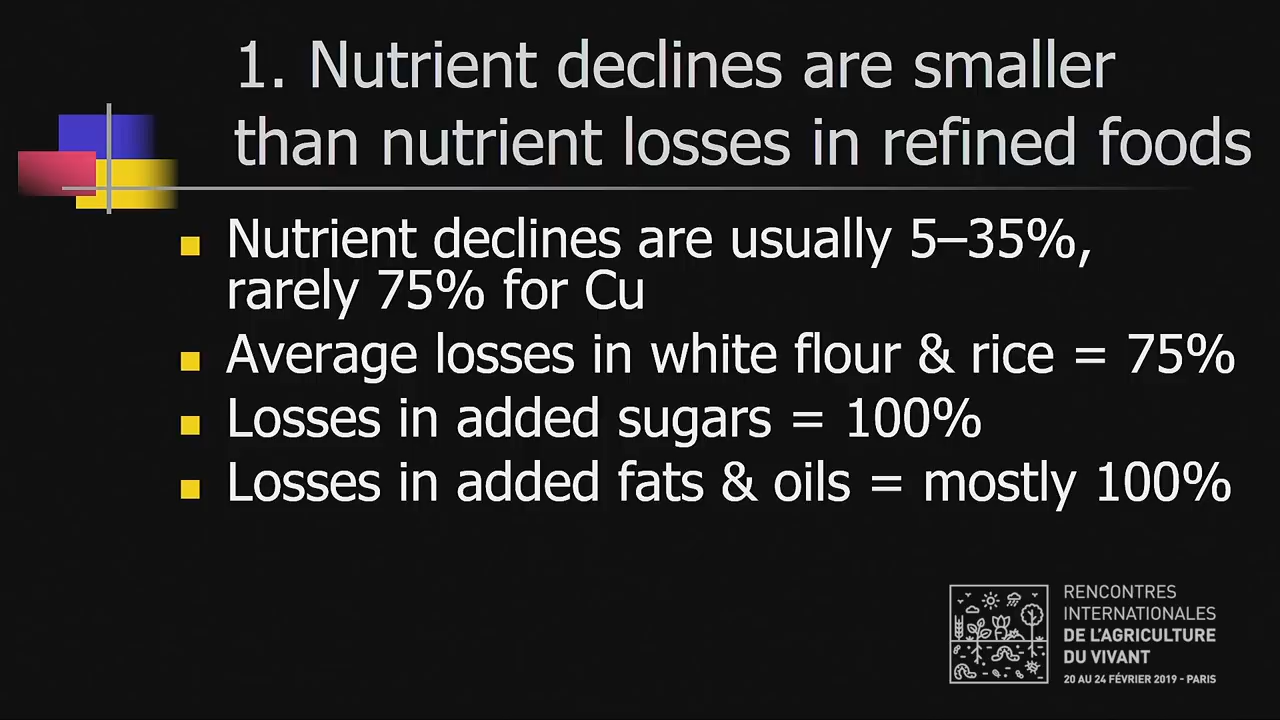 1. Nutrient declines are smaller
than nutrient losses in refined foods
Nutrient declines are usually 5–35%,
rarely 75% for Cu
Average losses in white flour & rice = 75%
Losses in added sugars = 100%
Losses in added fats & oils = mostly 100%
RENCONTRES
INTERNATIONALES
DE L'AGRICULTURE
DU VIVANT
20 AU 24 FÉVRIER 2019 - PARIS